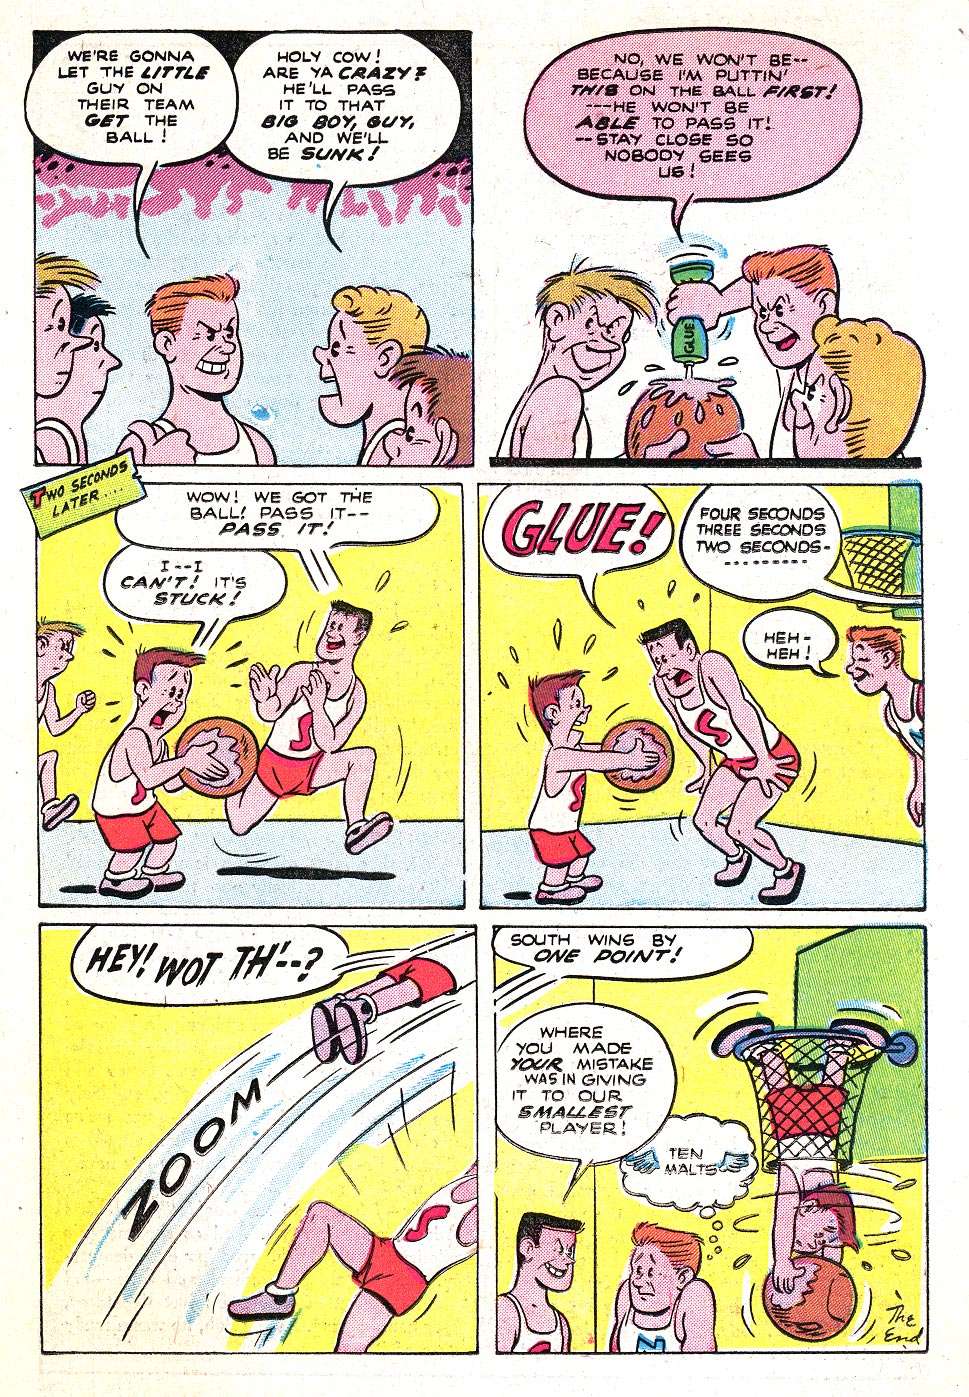 WE'RE GONNA
LET THE LITTLE
GUY ON
THEIR TEAM
GET THE
BALL!
HOLY COW!
ARE YA CRAZY?
HE'LL PASS
IT TO THAT
BIG BOY, GUY,
AND WE'LL
BE SUNK!
NO, WE WON'T BE--
BECAUSE I'M PUTTIN'
THIS ON THE BALL FIRST!
---HE WON'T BE
ABLE TO PASS IT!
--STAY CLOSE SO
NOBODY SEES
US!
GLUE
TWO SECONDS
LATER....
WOW! WE GOT THE
BALL! PASS IT--
PASS IT!
I--I
CAN'T! IT'S
STUCK!
S
GLUE!
FOUR SECONDS
THREE SECONDS
TWO SECONDS-
---------
HEH-
HEH!
S
S
N
HEY! WOT TH'--?
ZOOM
S
SOUTH WINS BY
ONE POINT!
WHERE
YOU MADE
YOUR MISTAKE
WAS IN GIVING
IT TO OUR
SMALLEST
PLAYER!
TEN
MALTS
S
N
'The
End